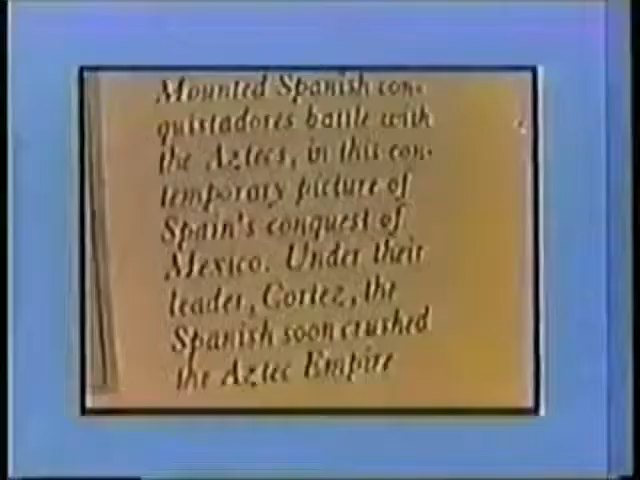 Mounted Spanish con-
quistadores battle with
the Aztecs, in this con-
temporary picture of
Spain's conquest of
Mexico. Under their
leader, Cortez, the
Spanish soon crushed
the Aztec Empire